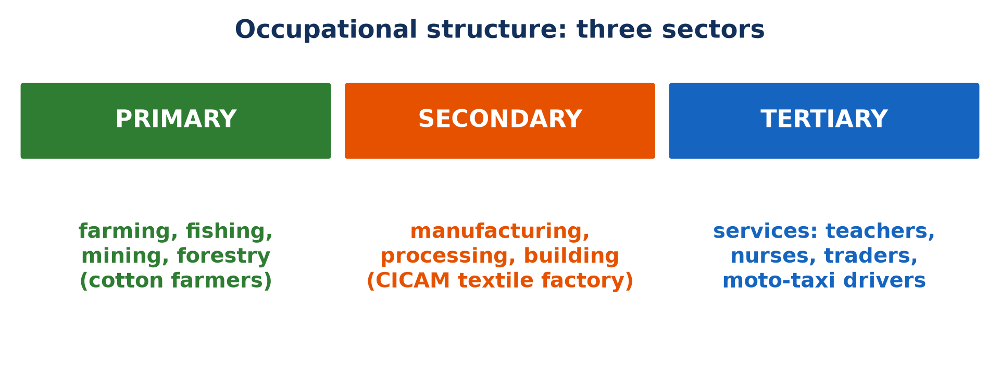 Occupational structure: three sectors
PRIMARY
SECONDARY
TERTIARY
farming, fishing,
mining, forestry
(cotton farmers)
manufacturing,
processing, building
(CICAM textile factory)
services: teachers,
nurses, traders,
moto-taxi drivers